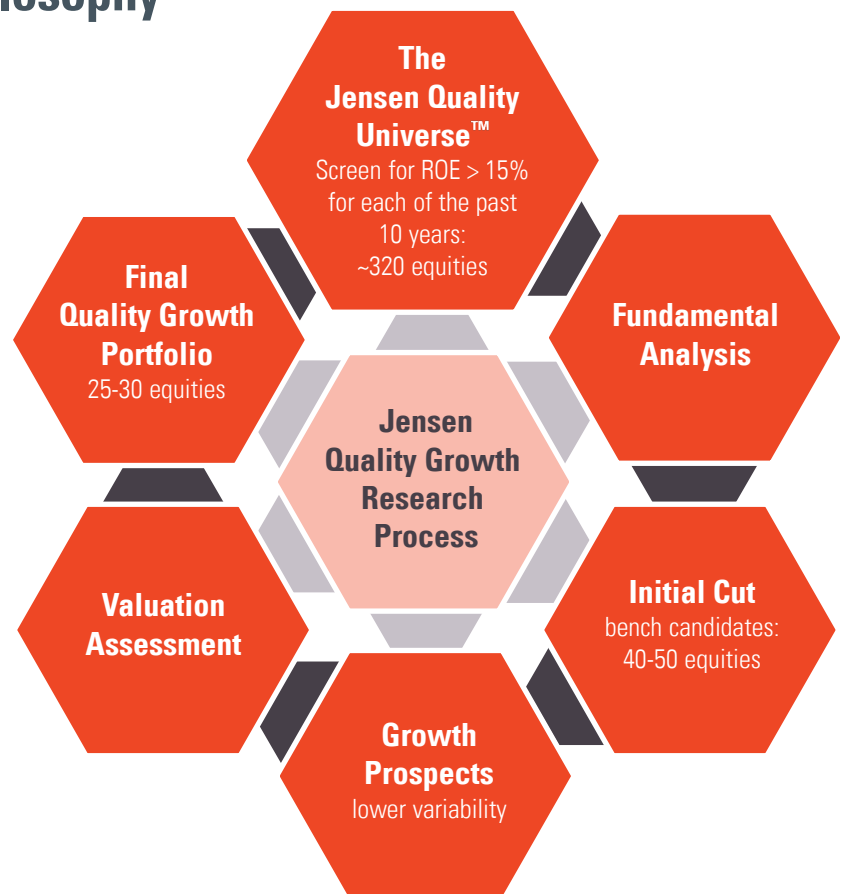 losophy
The
Jensen Quality
Universe™
Screen for ROE > 15%
for each of the past
10 years:
~320 equities
Fundamental
Analysis
Initial Cut
bench candidates:
40-50 equities
Growth
Prospects
lower variability
Valuation
Assessment
Final
Quality Growth
Portfolio
25-30 equities
Jensen
Quality Growth
Research
Process